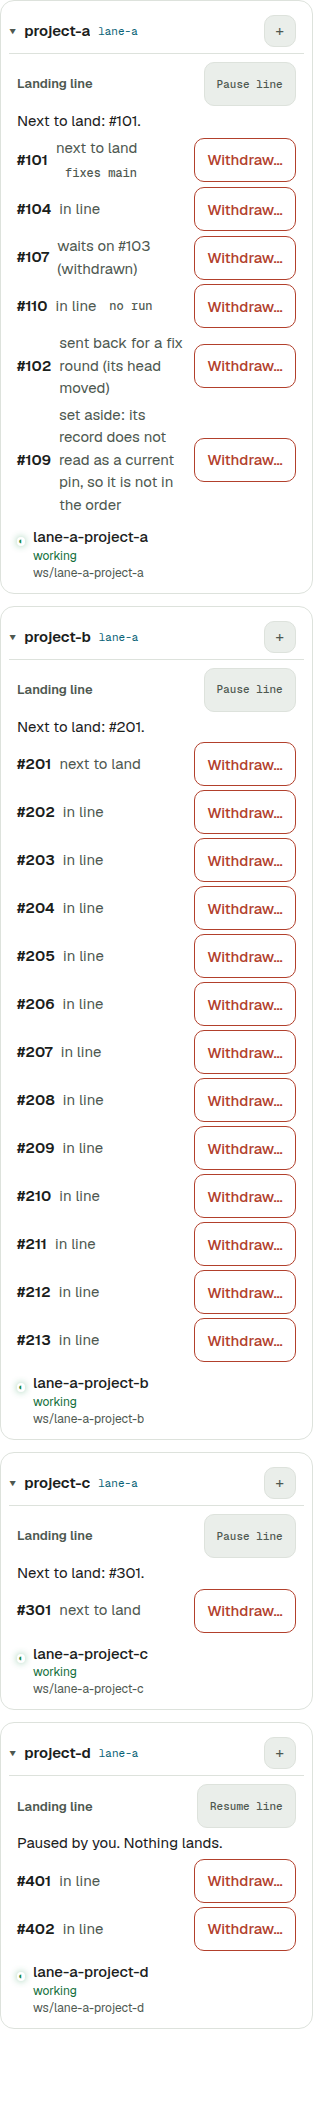 ▾ project-a lane-a +
Landing line Pause line
Next to land: #101.
#101 next to land fixes main Withdraw…
#104 in line Withdraw…
#107 waits on #103 (withdrawn) Withdraw…
#110 in line no run Withdraw…
#102 sent back for a fix round (its head moved) Withdraw…
#109 set aside: its record does not read as a current pin, so it is not in the order Withdraw…
lane-a-project-a
working
ws/lane-a-project-a
▾ project-b lane-a +
Landing line Pause line
Next to land: #201.
#201 next to land Withdraw…
#202 in line Withdraw…
#203 in line Withdraw…
#204 in line Withdraw…
#205 in line Withdraw…
#206 in line Withdraw…
#207 in line Withdraw…
#208 in line Withdraw…
#209 in line Withdraw…
#210 in line Withdraw…
#211 in line Withdraw…
#212 in line Withdraw…
#213 in line Withdraw…
lane-a-project-b
working
ws/lane-a-project-b
▾ project-c lane-a +
Landing line Pause line
Next to land: #301.
#301 next to land Withdraw…
lane-a-project-c
working
ws/lane-a-project-c
▾ project-d lane-a +
Landing line Resume line
Paused by you. Nothing lands.
#401 in line Withdraw…
#402 in line Withdraw…
lane-a-project-d
working
ws/lane-a-project-d